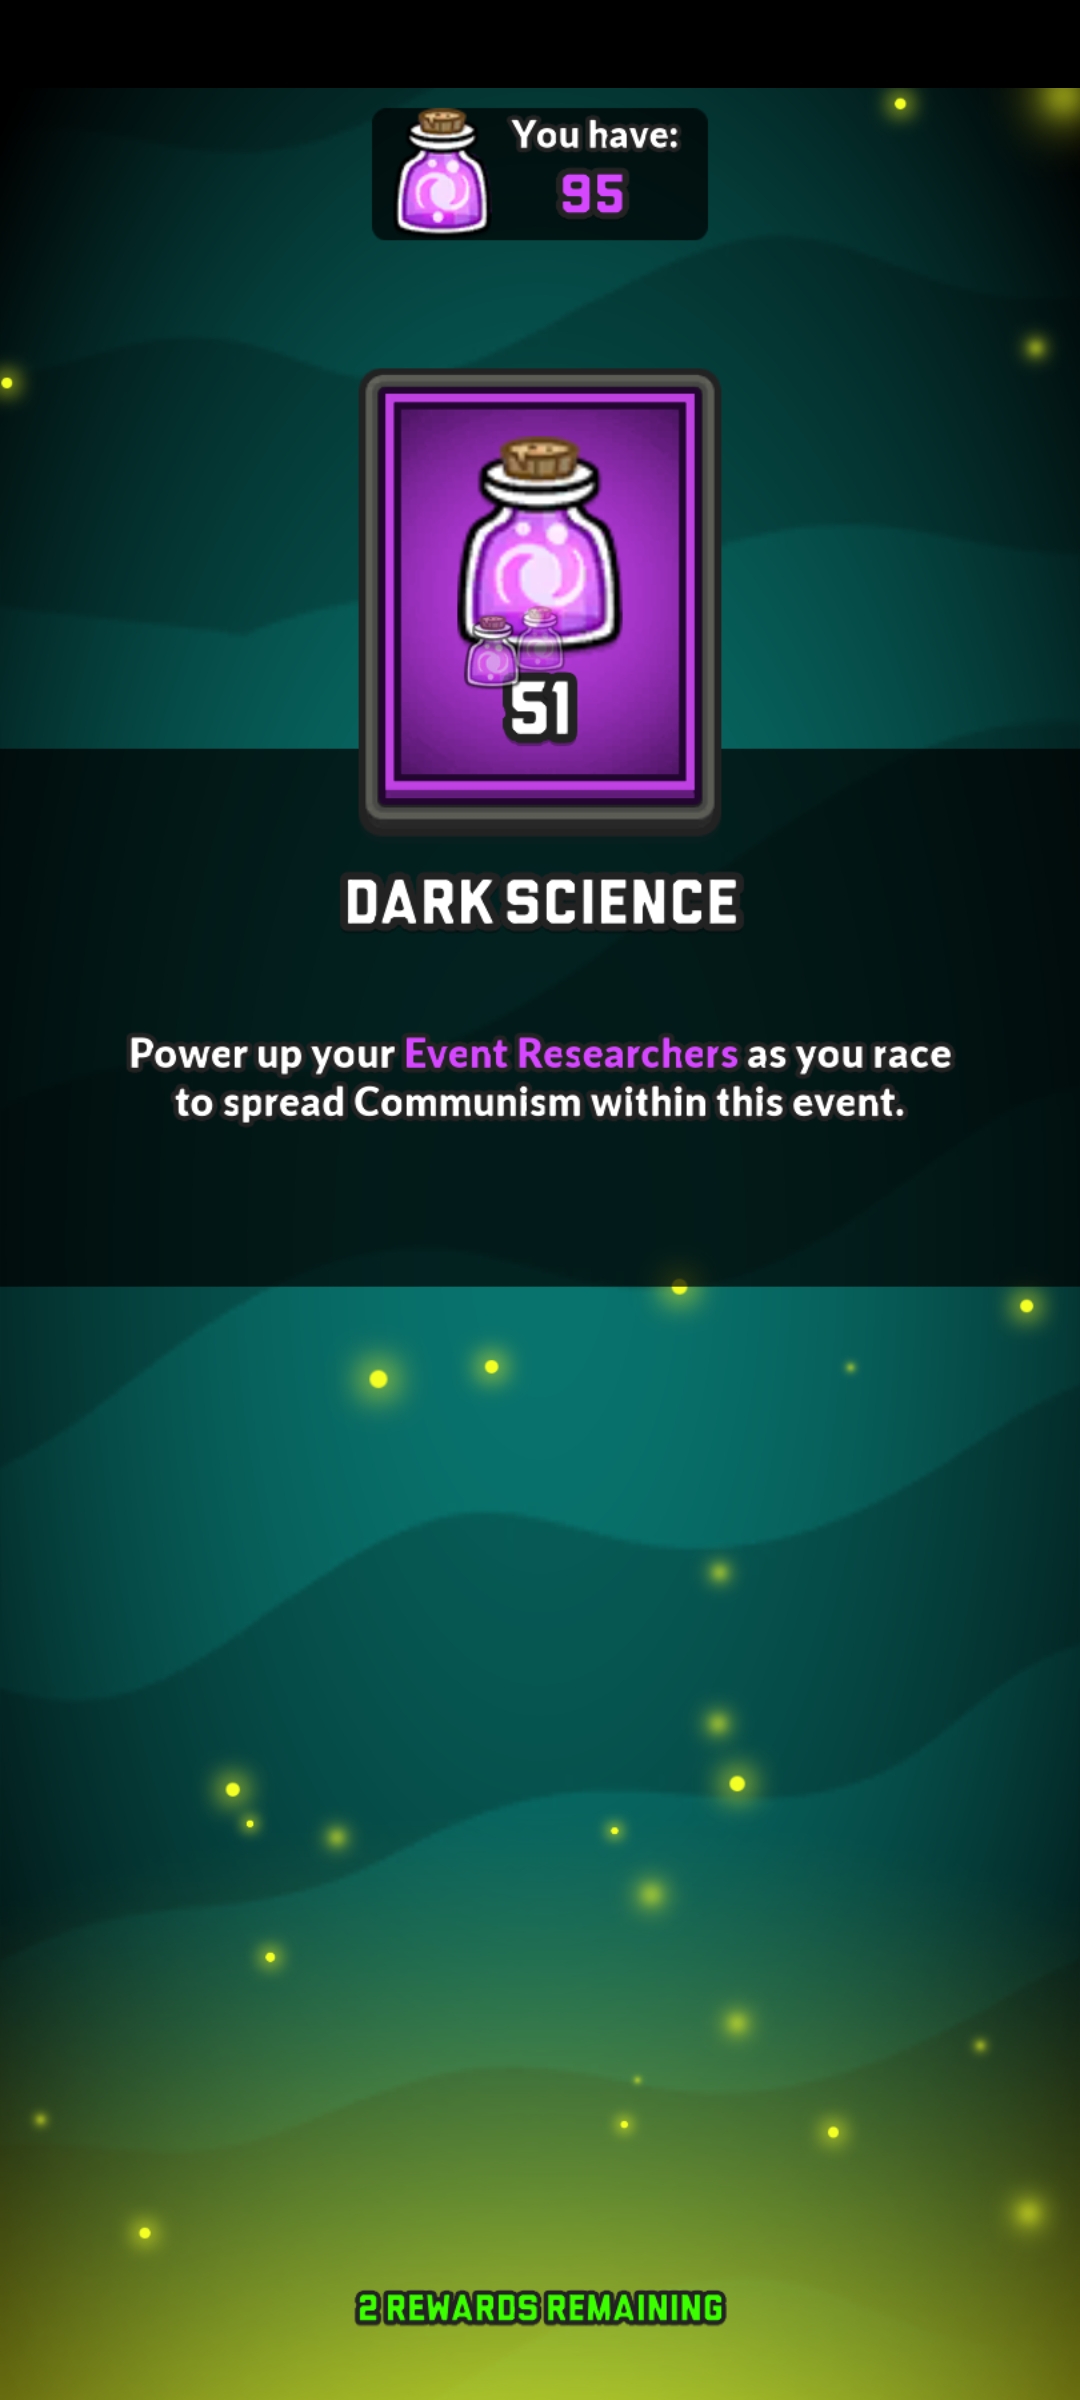 You have:
95
51
DARK SCIENCE
Power up your Event Researchers as you race
to spread Communism within this event.
2 REWARDS REMAINING